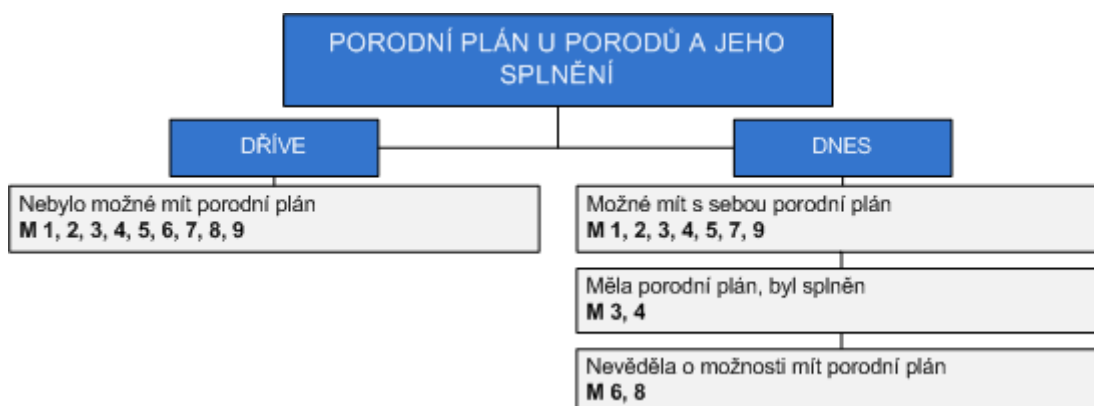 PORODNÍ PLÁN U PORODŮ A JEHO
SPLNĚNÍ
DŘÍVE
Nebylo možné mít porodní plán
M 1, 2, 3, 4, 5, 6, 7, 8, 9
DNES
Možné mít s sebou porodní plán
M 1, 2, 3, 4, 5, 7, 9
Měla porodní plán, byl splněn
M 3, 4
Nevěděla o možnosti mít porodní plán
M 6, 8